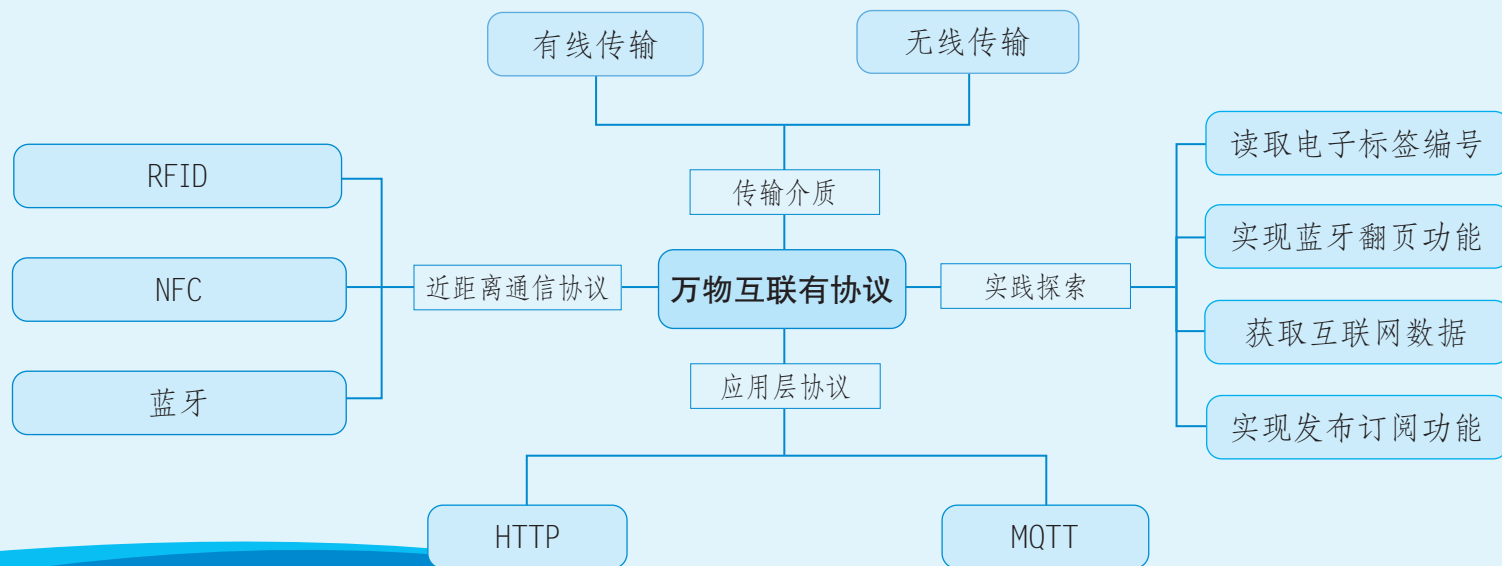 有线传输
无线传输
传输介质
RFID
NFC
蓝牙
近距离通信协议
万物互联有协议
实践探索
读取电子标签编号
实现蓝牙翻页功能
获取互联网数据
实现发布订阅功能
应用层协议
HTTP
MQTT